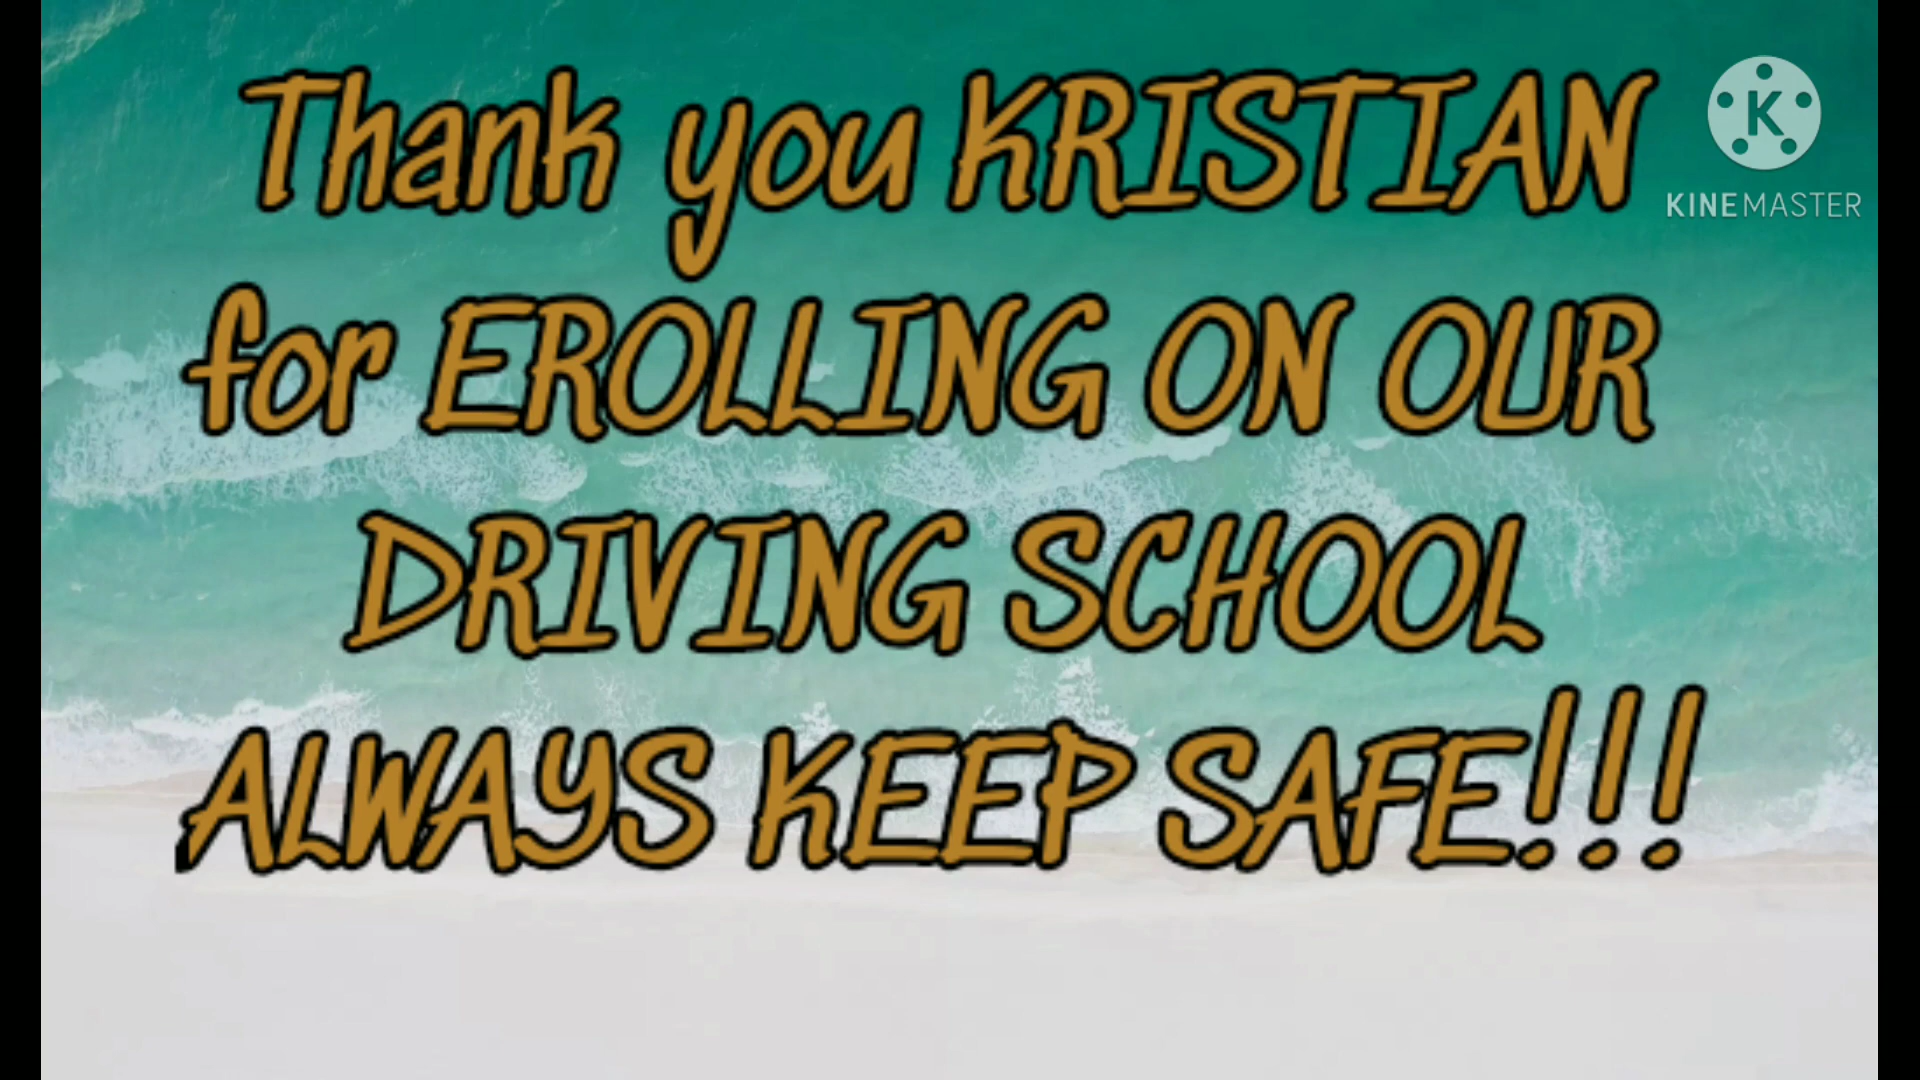 Thank you KRISTIAN
K
KINEMASTER
for EROLLING ON OUR
DRIVING SCHOOL
ALWAYS KEEP SAFE!!!